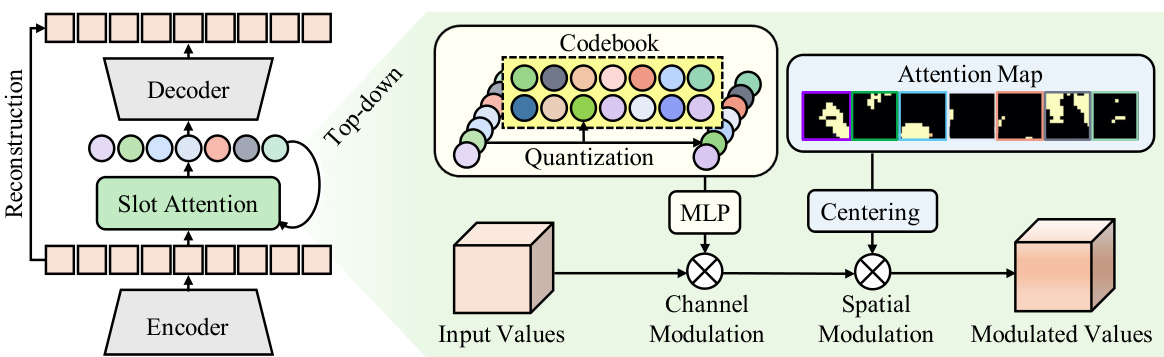 Reconstruction
Decoder
Slot Attention
Encoder
Top-down
Codebook
Quantization
Attention Map
MLP
Centering
Input Values
Channel
Modulation
Spatial
Modulation
Modulated Values